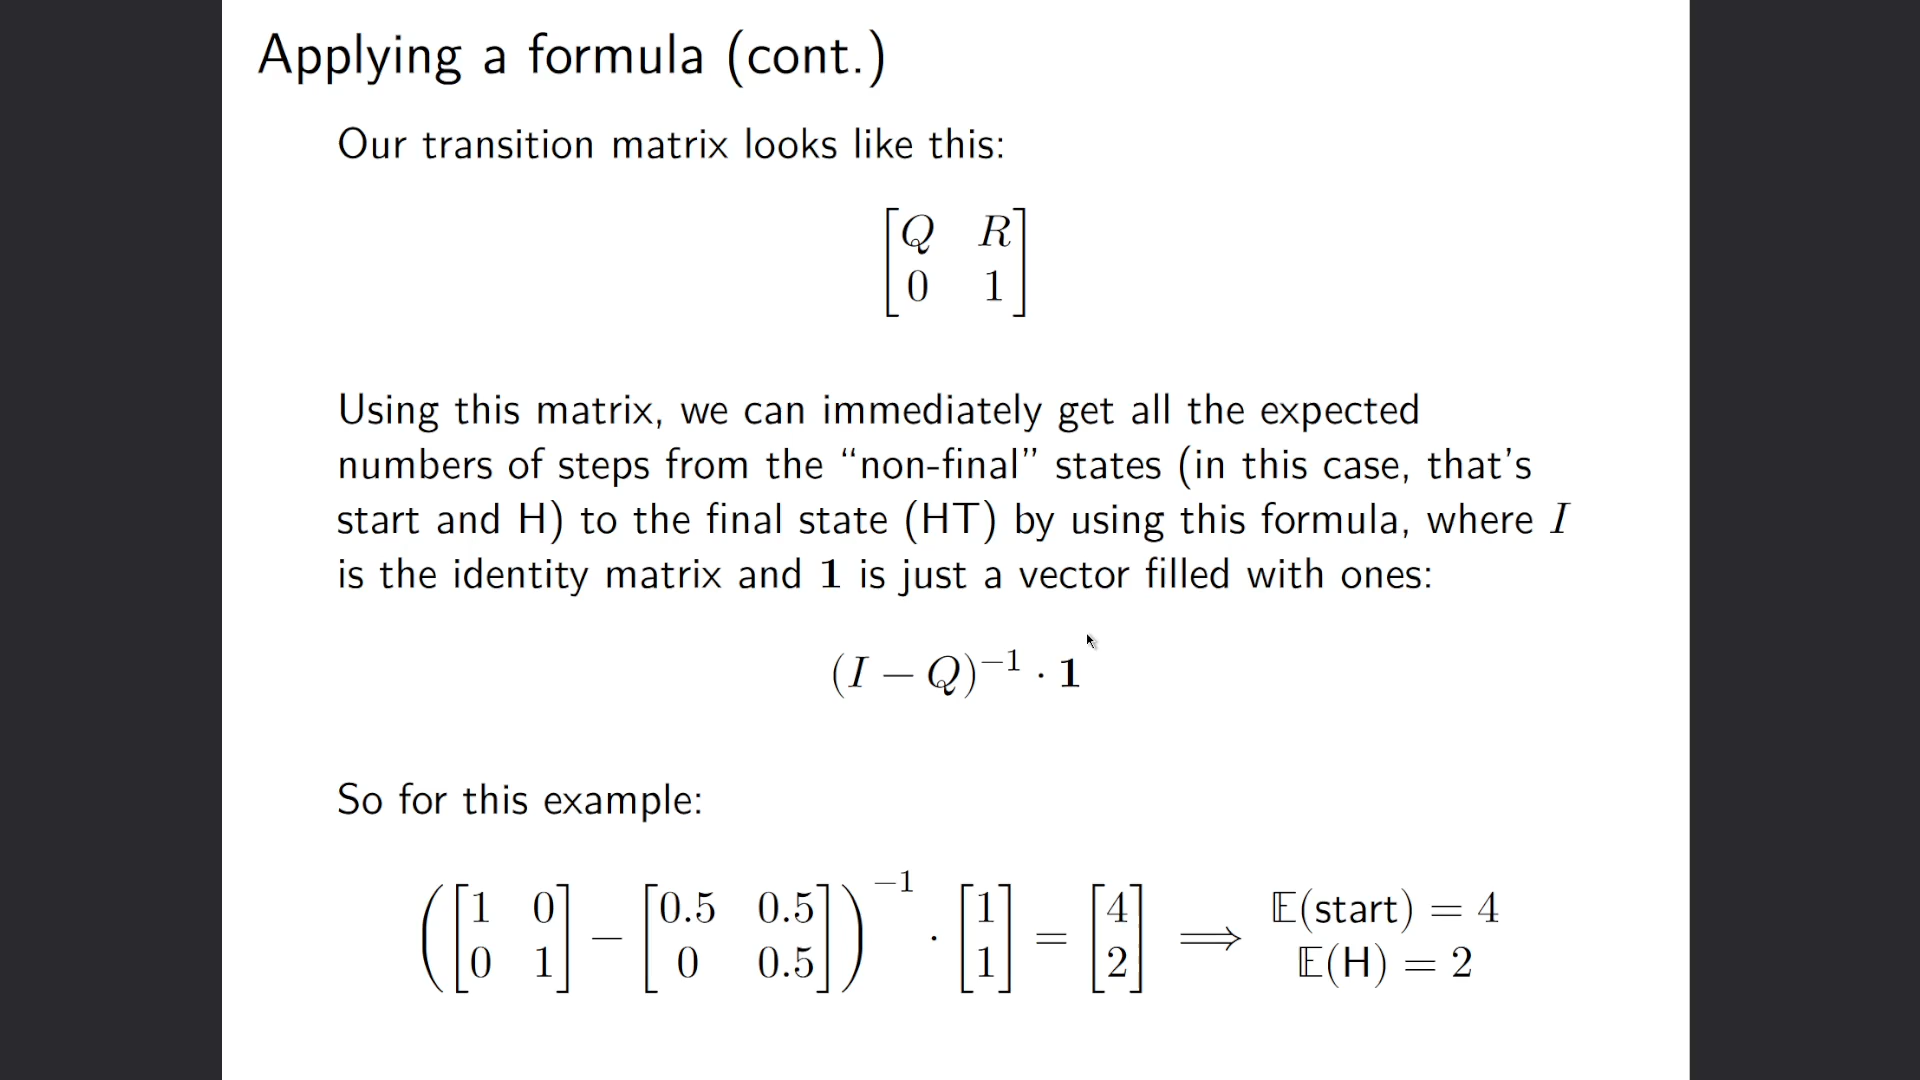 Applying a formula (cont.)
Our transition matrix looks like this:
[Q R]
[0 1]
Using this matrix, we can immediately get all the expected
numbers of steps from the “non-final” states (in this case, that’s
start and H) to the final state (HT) by using this formula, where I
is the identity matrix and 1 is just a vector filled with ones:
(I − Q)⁻¹ · 1
So for this example:
([1 0; 0 1] − [0.5 0.5; 0 0.5])⁻¹ · [1; 1] = [4; 2] ⟹ 𝔼(start) = 4
𝔼(H) = 2